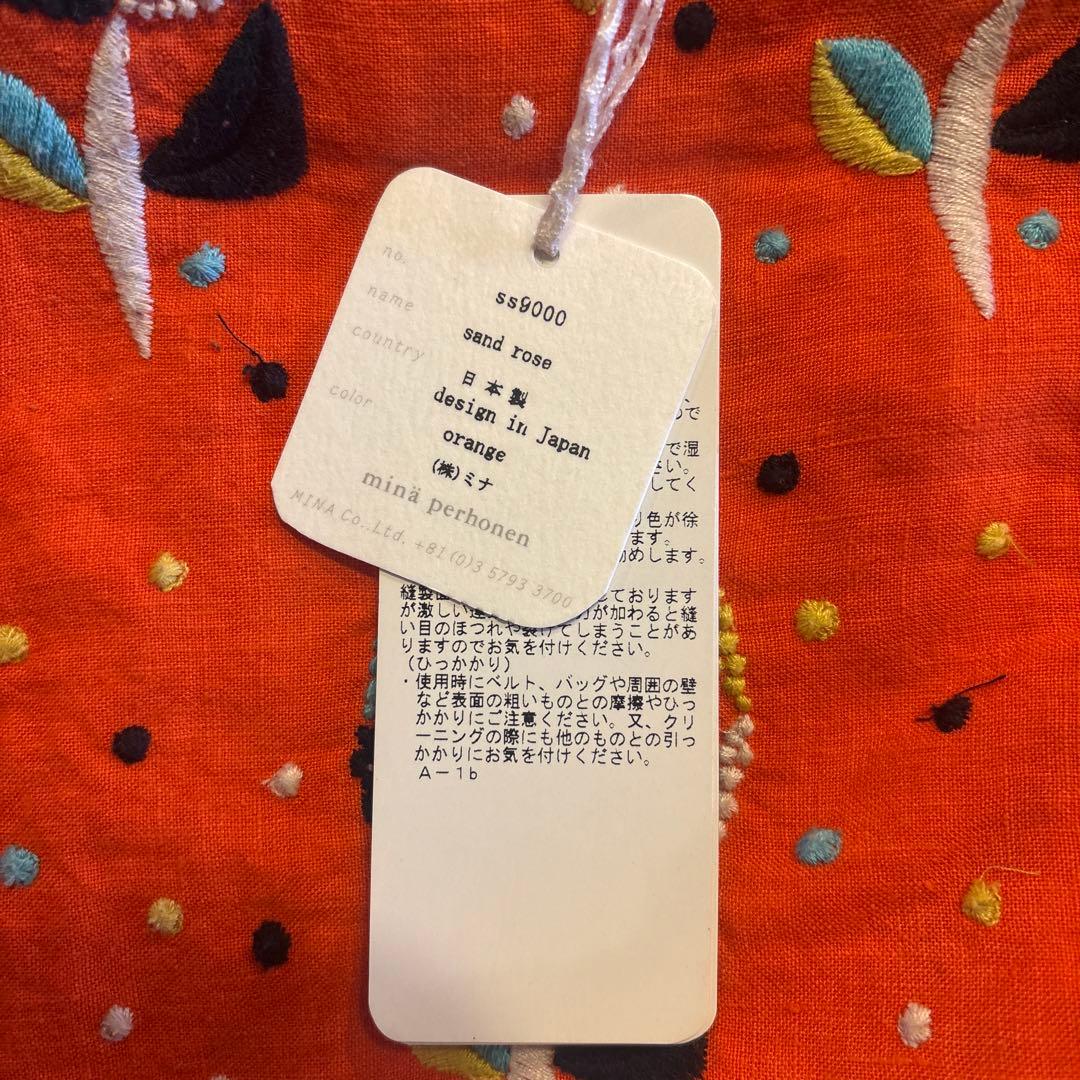 no.
ss9000
name
sand rose
country
日本製
design in Japan
color
orange
(株)ミナ
minä perhonen
MINA Co.,Ltd. +81(0)3 5793 3700
、
で
で湿
い。
してく
り色が徐
ます。
勧めします。
縫製
ております
が激しい
が加わると縫
い目のほつれや裂けてしまうことがあ
りますのでお気を付けください。
(ひっかかり)
・使用時にベルト、バッグや周囲の壁
など表面の粗いものとの摩擦やひっ
かかりにご注意ください。又、クリ
ーニングの際にも他のものとの引っ
かかりにお気を付けください。
A-1b